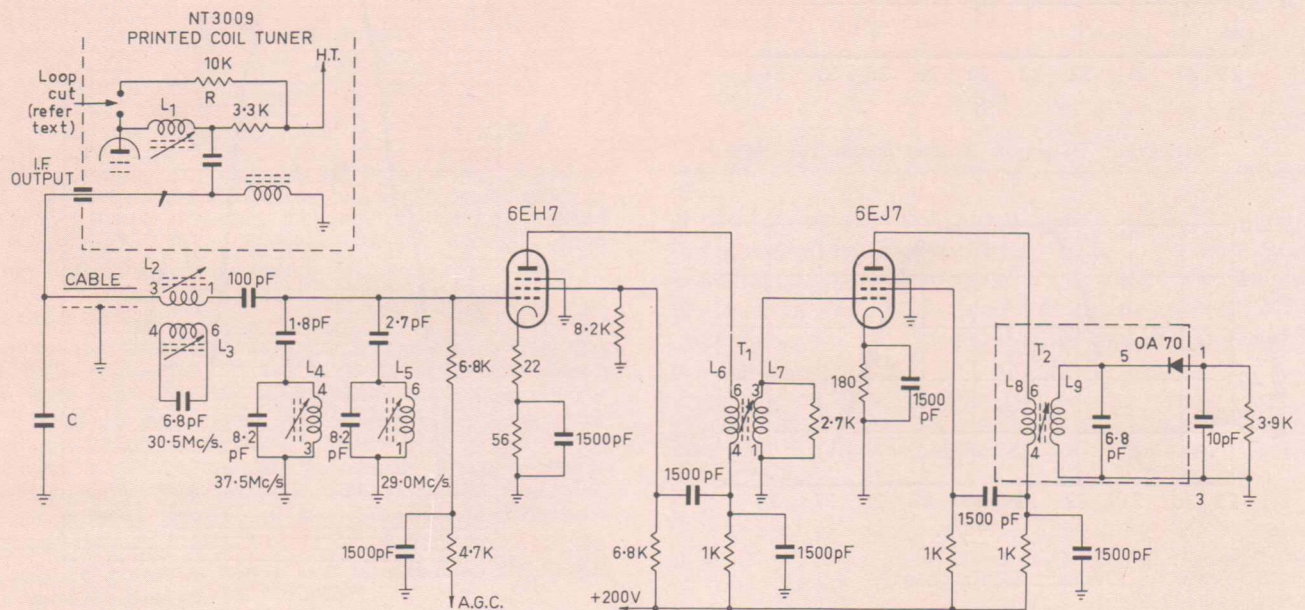 NT3009
PRINTED COIL TUNER
H.T.
10K
R
Loop
cut
(refer
text)
L1
3·3K
I.F.
OUTPUT
6EH7
6EJ7
CABLE
L2
3
1
100 pF
4
6
L3
6·8pF
30·5Mc/s.
C
1·8pF
2·7pF
L4
4
8·2
pF
3
37·5Mc/s
L5
6
8·2
pF
1
29·0Mc/s
6·8K
22
56
1500pF
8·2K
T1
L6
L7
6
3
4
1
2·7K
180
1500
pF
T2
L8
L9
6
4
5
OA 70
1
6·8
pF
10pF
3·9K
3
1500pF
4·7K
A.G.C.
1500 pF
6·8K
1K
1500pF
+200V
1500 pF
1K
1K
1500pF